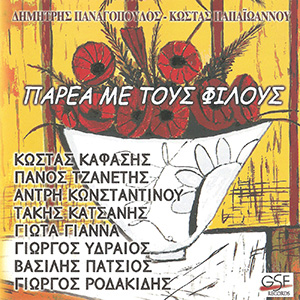 ΔΗΜΗΤΡΗΣ ΠΑΝΑΓΟΠΟΥΛΟΣ - ΚΩΣΤΑΣ ΠΑΠΑΪΩΑΝΝΟΥ
ΠΑΡΕΑ ΜΕ ΤΟΥΣ ΦΙΛΟΥΣ
ΚΩΣΤΑΣ ΚΑΦΑΣΗΣ
ΠΑΝΟΣ ΤΖΑΝΕΤΗΣ
ΑΝΤΡΗ ΚΩΝΣΤΑΝΤΙΝΟΥ
ΤΑΚΗΣ ΚΑΤΣΑΝΗΣ
ΓΙΩΤΑ ΓΙΑΝΝΑ
ΓΙΩΡΓΟΣ ΥΔΡΑΙΟΣ
ΒΑΣΙΛΗΣ ΠΑΤΣΙΟΣ
ΓΙΩΡΓΟΣ ΡΟΔΑΚΙΔΗΣ
GSF
RECORDS